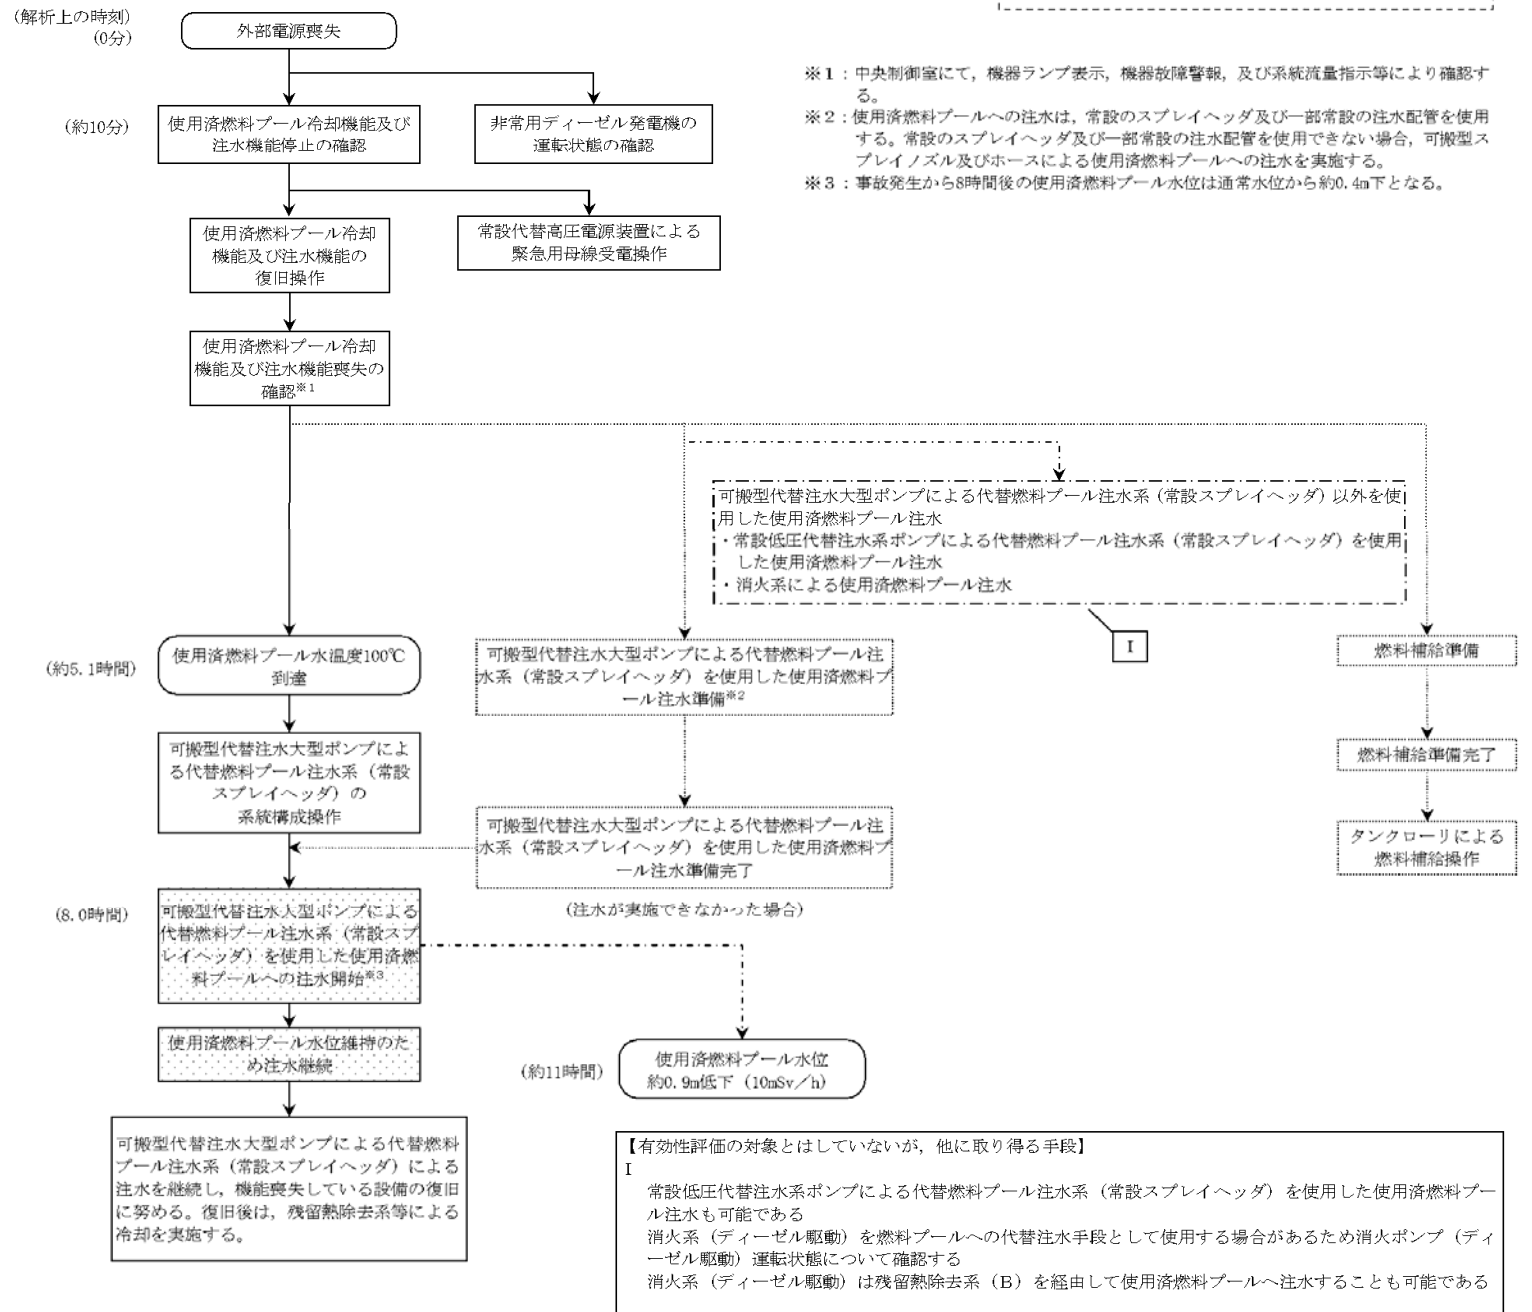 (解析上の時刻)
(0分)
外部電源喪失
※1：中央制御室にて，機器ランプ表示，機器故障警報，及び系統流量指示等により確認す
る。
※2：使用済燃料プールへの注水は，常設のスプレイヘッダ及び一部常設の注水配管を使用
する。常設のスプレイヘッダ及び一部常設の注水配管を使用できない場合，可搬型ス
プレイノズル及びホースによる使用済燃料プールへの注水を実施する。
※3：事故発生から8時間後の使用済燃料プール水位は通常水位から約0.4m下となる。
(約10分)
使用済燃料プール冷却機能及び
注水機能停止の確認
非常用ディーゼル発電機の
運転状態の確認
使用済燃料プール冷却
機能及び注水機能の
復旧操作
常設代替高圧電源装置による
緊急用母線受電操作
使用済燃料プール冷却
機能及び注水機能喪失の
確認※1
可搬型代替注水大型ポンプによる代替燃料プール注水系（常設スプレイヘッダ）以外を使
用した使用済燃料プール注水
・常設低圧代替注水系ポンプによる代替燃料プール注水系（常設スプレイヘッダ）を使用
した使用済燃料プール注水
・消火系による使用済燃料プール注水
I
(約5.1時間)
使用済燃料プール水温度100℃
到達
可搬型代替注水大型ポンプによる代替燃料プール注
水系（常設スプレイヘッダ）を使用した使用済燃料プ
ール注水準備※2
燃料補給準備
可搬型代替注水大型ポンプによ
る代替燃料プール注水系（常設
スプレイヘッダ）の
系統構成操作
燃料補給準備完了
可搬型代替注水大型ポンプによる代替燃料プール注
水系（常設スプレイヘッダ）を使用した使用済燃料プ
ール注水準備完了
タンクローリによる
燃料補給操作
(8.0時間)
可搬型代替注水大型ポンプによる
代替燃料プール注水系（常設スプ
レイヘッダ）を使用した使用済燃
料プールへの注水開始※3
(注水が実施できなかった場合)
使用済燃料プール水位維持のた
め注水継続
(約11時間)
使用済燃料プール水位
約0.9m低下（10mSv／h）
可搬型代替注水大型ポンプによる代替燃料
プール注水系（常設スプレイヘッダ）による
注水を継続し，機能喪失している設備の復旧
に努める。復旧後は，残留熱除去系等による
冷却を実施する。
【有効性評価の対象とはしていないが，他に取り得る手段】
I
常設低圧代替注水系ポンプによる代替燃料プール注水系（常設スプレイヘッダ）を使用した使用済燃料プー
ル注水も可能である
消火系（ディーゼル駆動）を燃料プールへの代替注水手段として使用する場合があるため消火ポンプ（ディ
ーゼル駆動）運転状態について確認する
消火系（ディーゼル駆動）は残留熱除去系（B）を経由して使用済燃料プールへ注水することも可能である